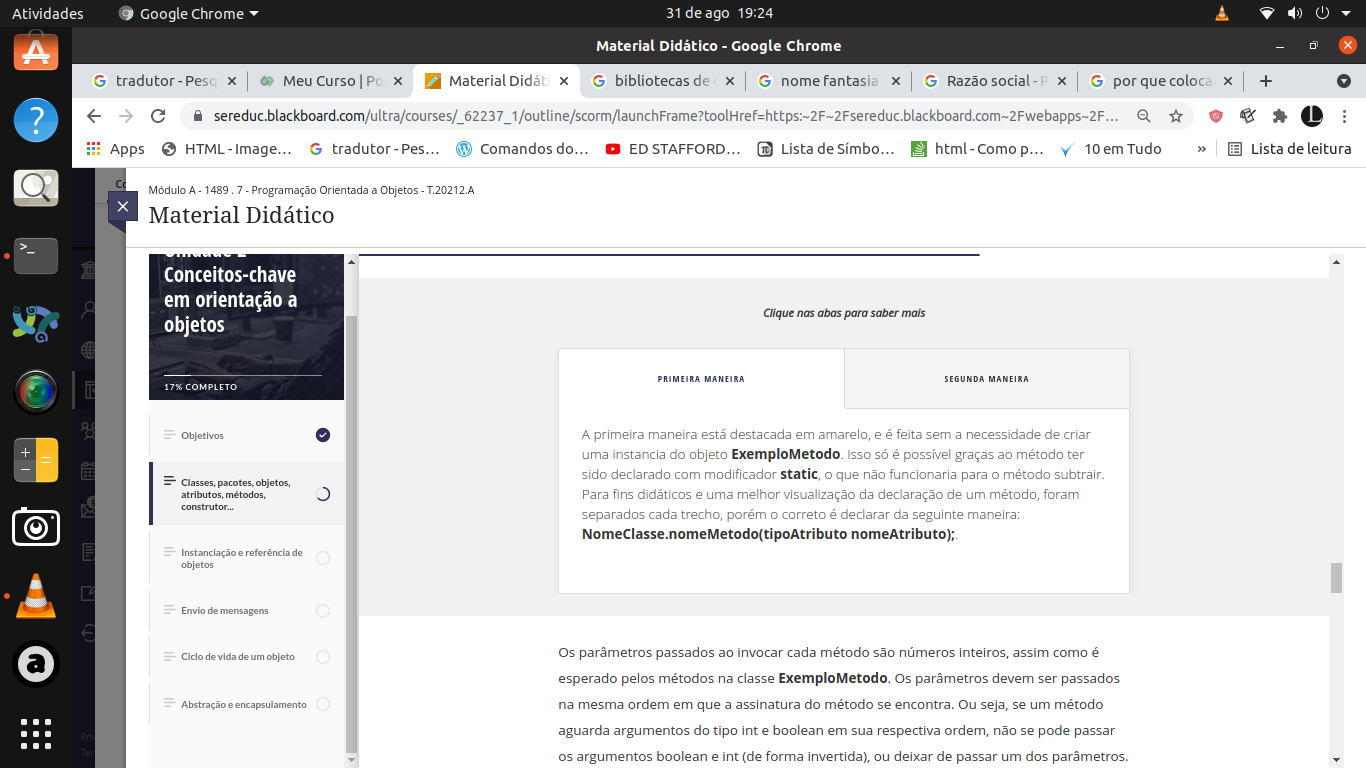 Atividades
Google Chrome
31 de ago 19:24
Material Didático - Google Chrome
tradutor - Pesq
Meu Curso | Po
Material Didáti
bibliotecas de
nome fantasia
Razão social - P
por que coloca
sereduc.blackboard.com/ultra/courses/_62237_1/outline/scorm/launchFrame?toolHref=https:~2F~2Fsereduc.blackboard.com~2Fwebapps~2F...
Apps
HTML - Image...
tradutor - Pes...
Comandos do...
ED STAFFORD...
Lista de Símbo...
html - Como p...
10 em Tudo
»
Lista de leitura
Módulo A - 1489 . 7 - Programação Orientada a Objetos - T.20212.A
Material Didático
Unidade 2
Conceitos-chave
em orientação a
objetos
17% COMPLETO
Objetivos
Classes, pacotes, objetos,
atributos, métodos,
construtor...
Instanciação e referência de
objetos
Envio de mensagens
Ciclo de vida de um objeto
Abstração e encapsulamento
Clique nas abas para saber mais
PRIMEIRA MANEIRA
SEGUNDA MANEIRA
A primeira maneira está destacada em amarelo, e é feita sem a necessidade de criar
uma instancia do objeto ExemploMetodo. Isso só é possível graças ao método ter
sido declarado com modificador static, o que não funcionaria para o método subtrair.
Para fins didáticos e uma melhor visualização da declaração de um método, foram
separados cada trecho, porém o correto é declarar da seguinte maneira:
NomeClasse.nomeMetodo(tipoAtributo nomeAtributo);.
Os parâmetros passados ao invocar cada método são números inteiros, assim como é
esperado pelos métodos na classe ExemploMetodo. Os parâmetros devem ser passados
na mesma ordem em que a assinatura do método se encontra. Ou seja, se um método
aguarda argumentos do tipo int e boolean em sua respectiva ordem, não se pode passar
os argumentos boolean e int (de forma invertida), ou deixar de passar um dos parâmetros.